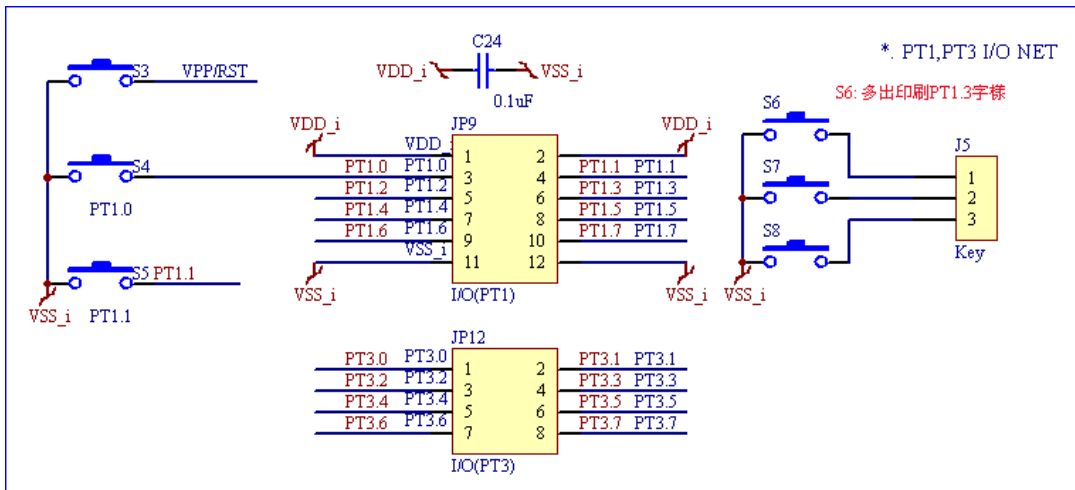 C24
VDD_i VSS_i
0.1uF
*. PT1,PT3 I/O NET
S6: 多出印刷PT1.3字樣
S3 VPP/RST
S4
PT1.0
S5 PT1.1
VSS_i PT1.1
JP9
VDD_i VDD_i 1 2 VDD_i
PT1.0 PT1.0 3 4 PT1.1 PT1.1
PT1.2 PT1.2 5 6 PT1.3 PT1.3
PT1.4 PT1.4 7 8 PT1.5 PT1.5
PT1.6 PT1.6 9 10 PT1.7 PT1.7
VSS_i VSS_i 11 12 VSS_i
I/O(PT1)
JP12
PT3.0 PT3.0 1 2 PT3.1 PT3.1
PT3.2 PT3.2 3 4 PT3.3 PT3.3
PT3.4 PT3.4 5 6 PT3.5 PT3.5
PT3.6 PT3.6 7 8 PT3.7 PT3.7
I/O(PT3)
S6
S7
S8
VSS_i
J5
1
2
3
Key